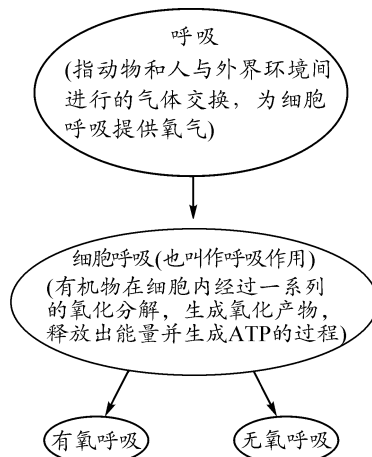 呼吸
(指动物和人与外界环境间
进行的气体交换，为细胞
呼吸提供氧气)
细胞呼吸(也叫作呼吸作用)
(有机物在细胞内经过一系列
的氧化分解，生成氧化产物，
释放出能量并生成ATP的过程)
有氧呼吸
无氧呼吸